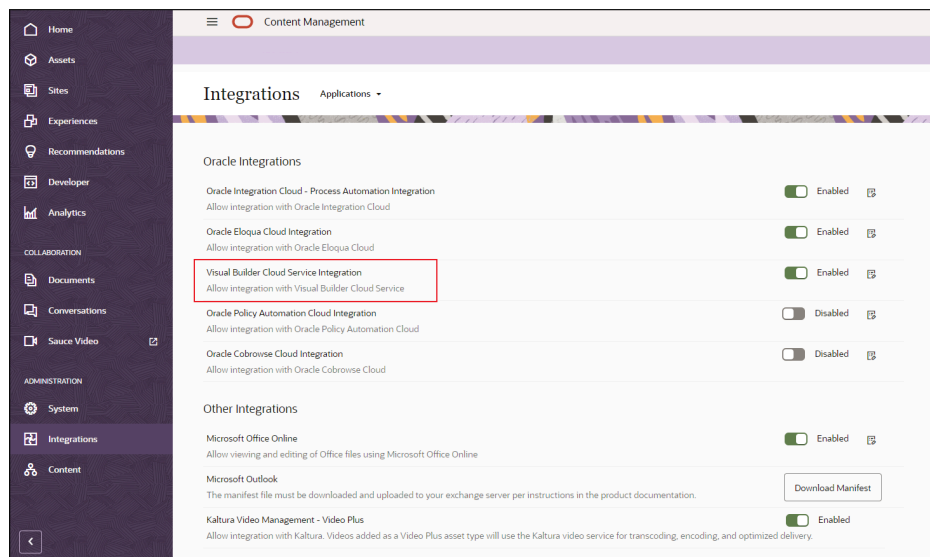 Home
Assets
Sites
Experiences
Recommendations
Developer
Analytics
COLLABORATION
Documents
Conversations
Sauce Video
ADMINISTRATION
System
Integrations
Content
Content Management
Integrations Applications
Oracle Integrations
Oracle Integration Cloud - Process Automation Integration
Allow integration with Oracle Integration Cloud
Enabled
Oracle Eloqua Cloud Integration
Allow integration with Oracle Eloqua Cloud
Enabled
Visual Builder Cloud Service Integration
Allow integration with Visual Builder Cloud Service
Enabled
Oracle Policy Automation Cloud Integration
Allow integration with Oracle Policy Automation Cloud
Disabled
Oracle Cobrowse Cloud Integration
Allow integration with Oracle Cobrowse Cloud
Disabled
Other Integrations
Microsoft Office Online
Allow viewing and editing of Office files using Microsoft Office Online
Enabled
Microsoft Outlook
The manifest file must be downloaded and uploaded to your exchange server per instructions in the product documentation.
Download Manifest
Kaltura Video Management - Video Plus
Enabled
Allow integration with Kaltura. Videos added as a Video Plus asset type will use the Kaltura video service for transcoding, encoding, and optimized delivery.